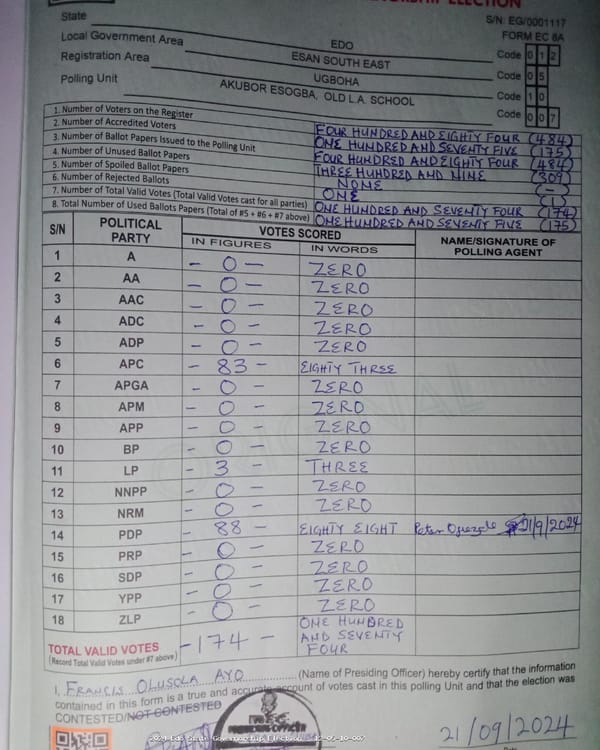 ELECTION
S/N: EG/0001117
FORM EC 8A
State EDO Code 0 1 2
Local Government Area ESAN SOUTH EAST Code 0 5
Registration Area UGBOHA Code 1 0
Polling Unit AKUBOR ESOGBA, OLD L.A. SCHOOL Code 0 0 7
1. Number of Voters on the Register FOUR HUNDRED AND EIGHTY FOUR (484)
2. Number of Accredited Voters ONE HUNDRED AND SEVENTY FIVE (175)
3. Number of Ballot Papers Issued to the Polling Unit FOUR HUNDRED AND EIGHTY FOUR (484)
4. Number of Unused Ballot Papers THREE HUNDRED AND NINE (309)
5. Number of Spoiled Ballot Papers NONE (-)
6. Number of Rejected Ballots ONE (1)
7. Number of Total Valid Votes (Total Valid Votes cast for all parties) ONE HUNDRED AND SEVENTY FOUR (174)
8. Total Number of Used Ballots Papers (Total of #5 + #6 + #7 above) ONE HUNDRED AND SEVENTY FIVE (175)
S/N POLITICAL PARTY VOTES SCORED NAME/SIGNATURE OF POLLING AGENT
IN FIGURES IN WORDS
1 A - 0 - ZERO
2 AA - 0 - ZERO
3 AAC - 0 - ZERO
4 ADC - 0 - ZERO
5 ADP - 0 - ZERO
6 APC - 83 - EIGHTY THREE
7 APGA - 0 - ZERO
8 APM - 0 - ZERO
9 APP - 0 - ZERO
10 BP - 0 - ZERO
11 LP - 3 - THREE
12 NNPP - 0 - ZERO
13 NRM - 0 - ZERO
14 PDP - 88 - EIGHTY EIGHT Peter 21/9/2024
15 PRP - 0 - ZERO
16 SDP - 0 - ZERO
17 YPP - 0 - ZERO
18 ZLP - 0 - ZERO
TOTAL VALID VOTES - 174 - ONE HUNDRED
(Record Total Valid Votes under #7 above) AND SEVENTY
FOUR
I, FRANCIS OLUSOLA AYO (Name of Presiding Officer) hereby certify that the information
contained in this form is a true and accurate account of votes cast in this polling Unit and that the election was
CONTESTED/NOT CONTESTED
INEC
21/09/2024